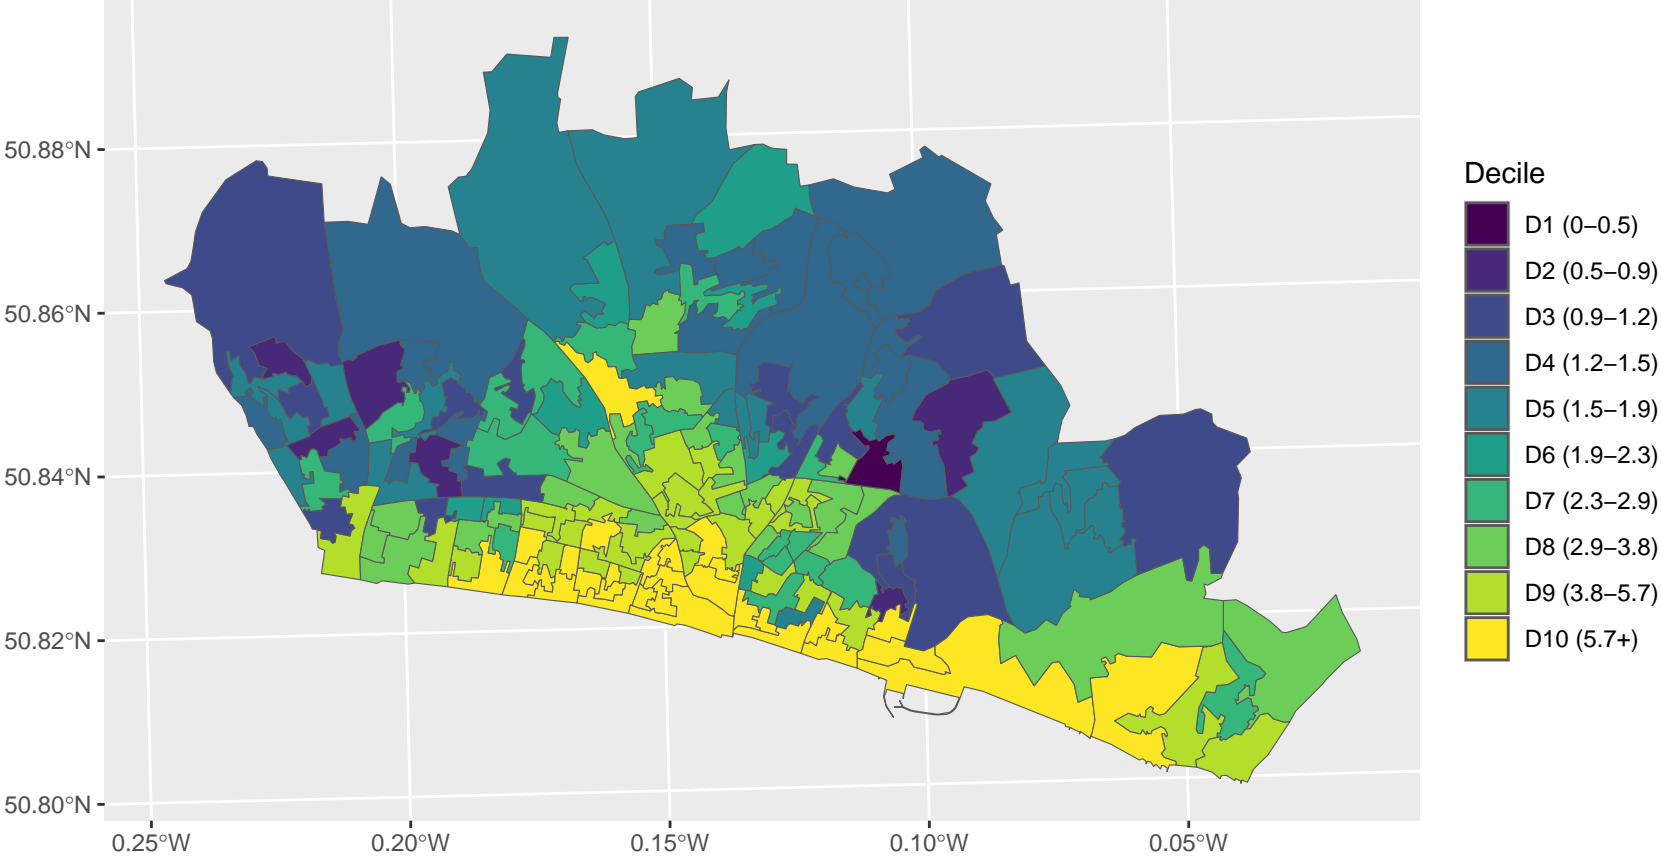 50.88°N
50.86°N
50.84°N
50.82°N
50.80°N
0.25°W
0.20°W
0.15°W
0.10°W
0.05°W
Decile
D1 (0−0.5)
D2 (0.5−0.9)
D3 (0.9−1.2)
D4 (1.2−1.5)
D5 (1.5−1.9)
D6 (1.9−2.3)
D7 (2.3−2.9)
D8 (2.9−3.8)
D9 (3.8−5.7)
D10 (5.7+)